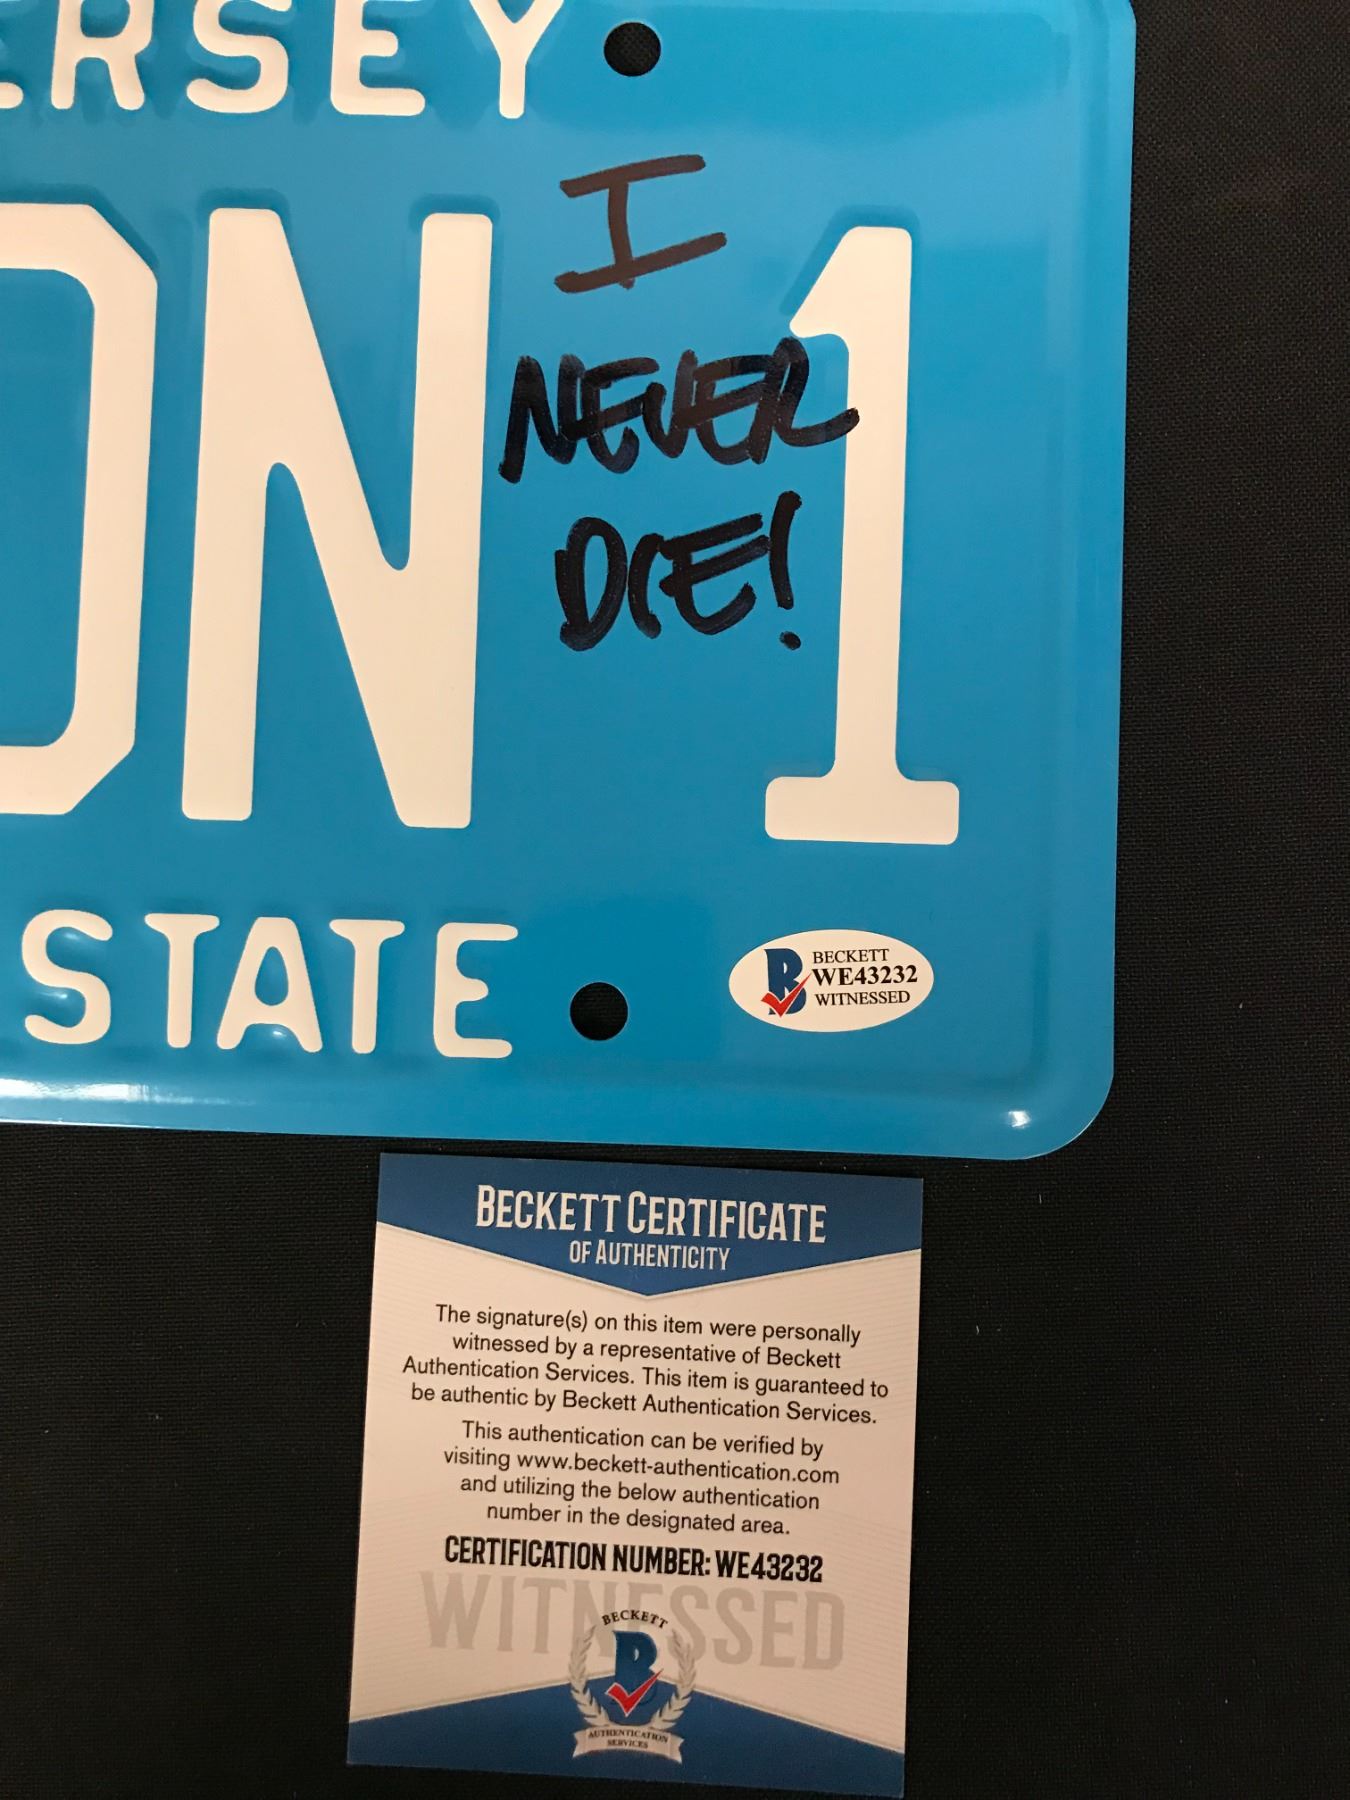 ERSEY
I
NEVER
DIE!
ON 1
STATE
BECKETT
WE43232
WITNESSED
BECKETT CERTIFICATE
OF AUTHENTICITY
The signature(s) on this item were personally
witnessed by a representative of Beckett
Authentication Services. This item is guaranteed to
be authentic by Beckett Authentication Services.
This authentication can be verified by
visiting www.beckett-authentication.com
and utilizing the below authentication
number in the designated area.
CERTIFICATION NUMBER: WE43232
WITNESSED
BECKETT
B
AUTHENTICATION
SERVICES